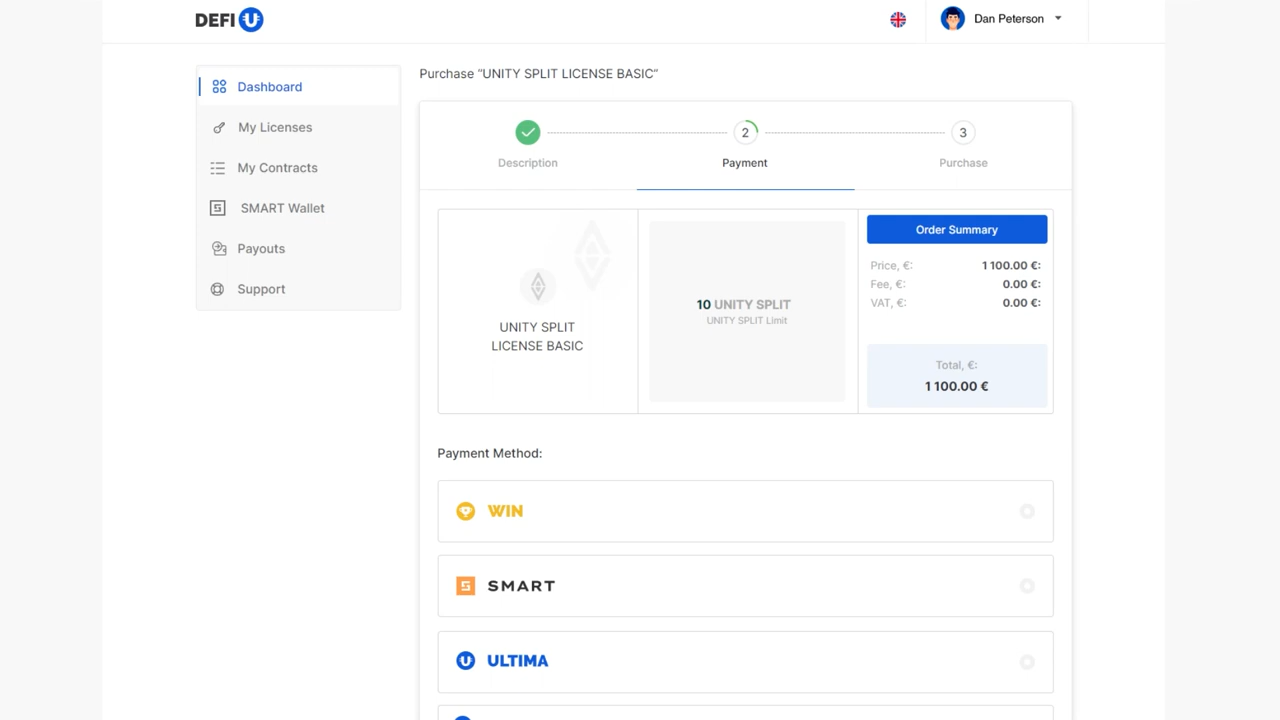 DEFI U
Dan Peterson
Dashboard
My Licenses
My Contracts
SMART Wallet
Payouts
Support
Purchase “UNITY SPLIT LICENSE BASIC”
2
3
Description
Payment
Purchase
UNITY SPLIT
LICENSE BASIC
10 UNITY SPLIT
UNITY SPLIT Limit
Order Summary
Price, €: 1 100.00 €:
Fee, €: 0.00 €:
VAT, €: 0.00 €:
Total, €:
1 100.00 €
Payment Method:
WIN
S SMART
U ULTIMA